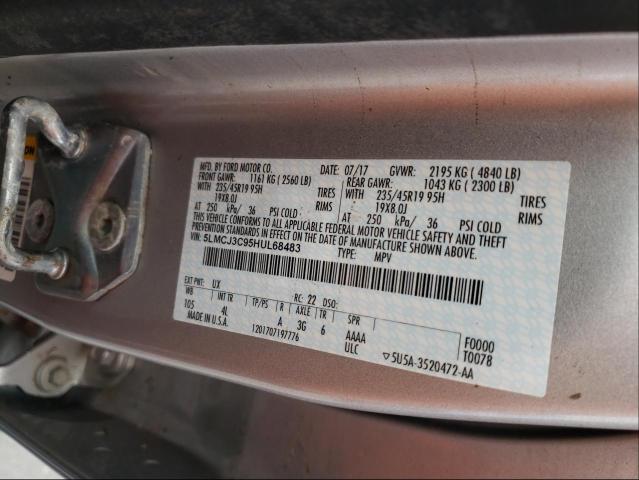 MFD. BY FORD MOTOR CO.
DATE: 07/17 GVWR: 2195 KG ( 4840 LB)
FRONT GAWR: 1161 KG ( 2560 LB) REAR GAWR: 1043 KG ( 2300 LB)
WITH 235/45R19 95H TIRES WITH 235/45R19 95H TIRES
19X8.0J RIMS 19X8.0J RIMS
AT 250 kPa/ 36 PSI COLD AT 250 kPa/ 36 PSI COLD
THIS VEHICLE CONFORMS TO ALL APPLICABLE FEDERAL MOTOR VEHICLE SAFETY AND THEFT
PREVENTION STANDARDS IN EFFECT ON THE DATE OF MANUFACTURE SHOWN ABOVE.
VIN: 5LMCJ3C95HUL68483 TYPE: MPV
EXT PNT: UX RC: 22 DSO:
WB INT TR TP/PS R AXLE TR SPR
105 4L A 3G 6 AAAA F0000
MADE IN U.S.A. 1201707197776 ULC T007B
5U5A-3520472-AA